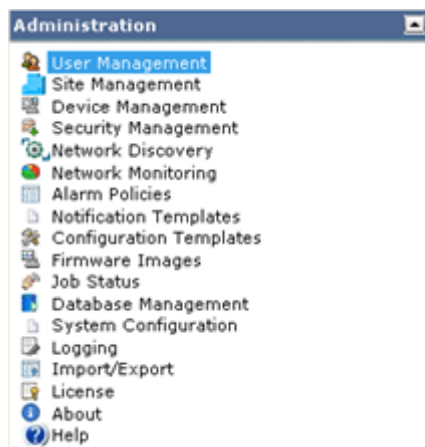 Administration
User Management
Site Management
Device Management
Security Management
Network Discovery
Network Monitoring
Alarm Policies
Notification Templates
Configuration Templates
Firmware Images
Job Status
Database Management
System Configuration
Logging
Import/Export
License
About
Help